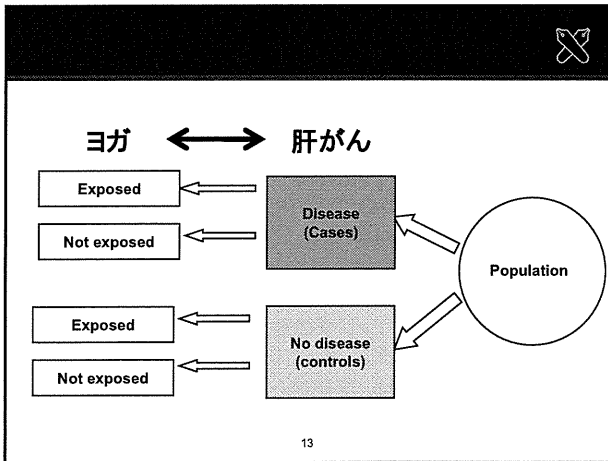 ヨガ 肝がん
Exposed
Not exposed
Disease
(Cases)
Population
Exposed
Not exposed
No disease
(controls)
13